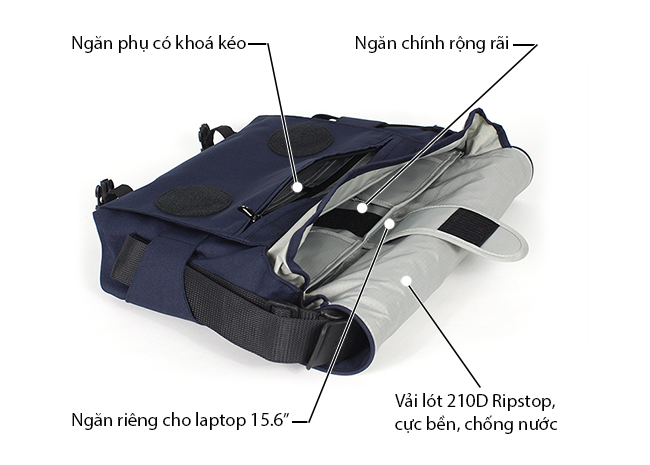 Ngăn phụ có khoá kéo
Ngăn chính rộng rãi
Ngăn riêng cho laptop 15.6”
Vải lót 210D Ripstop,
cực bền, chống nước